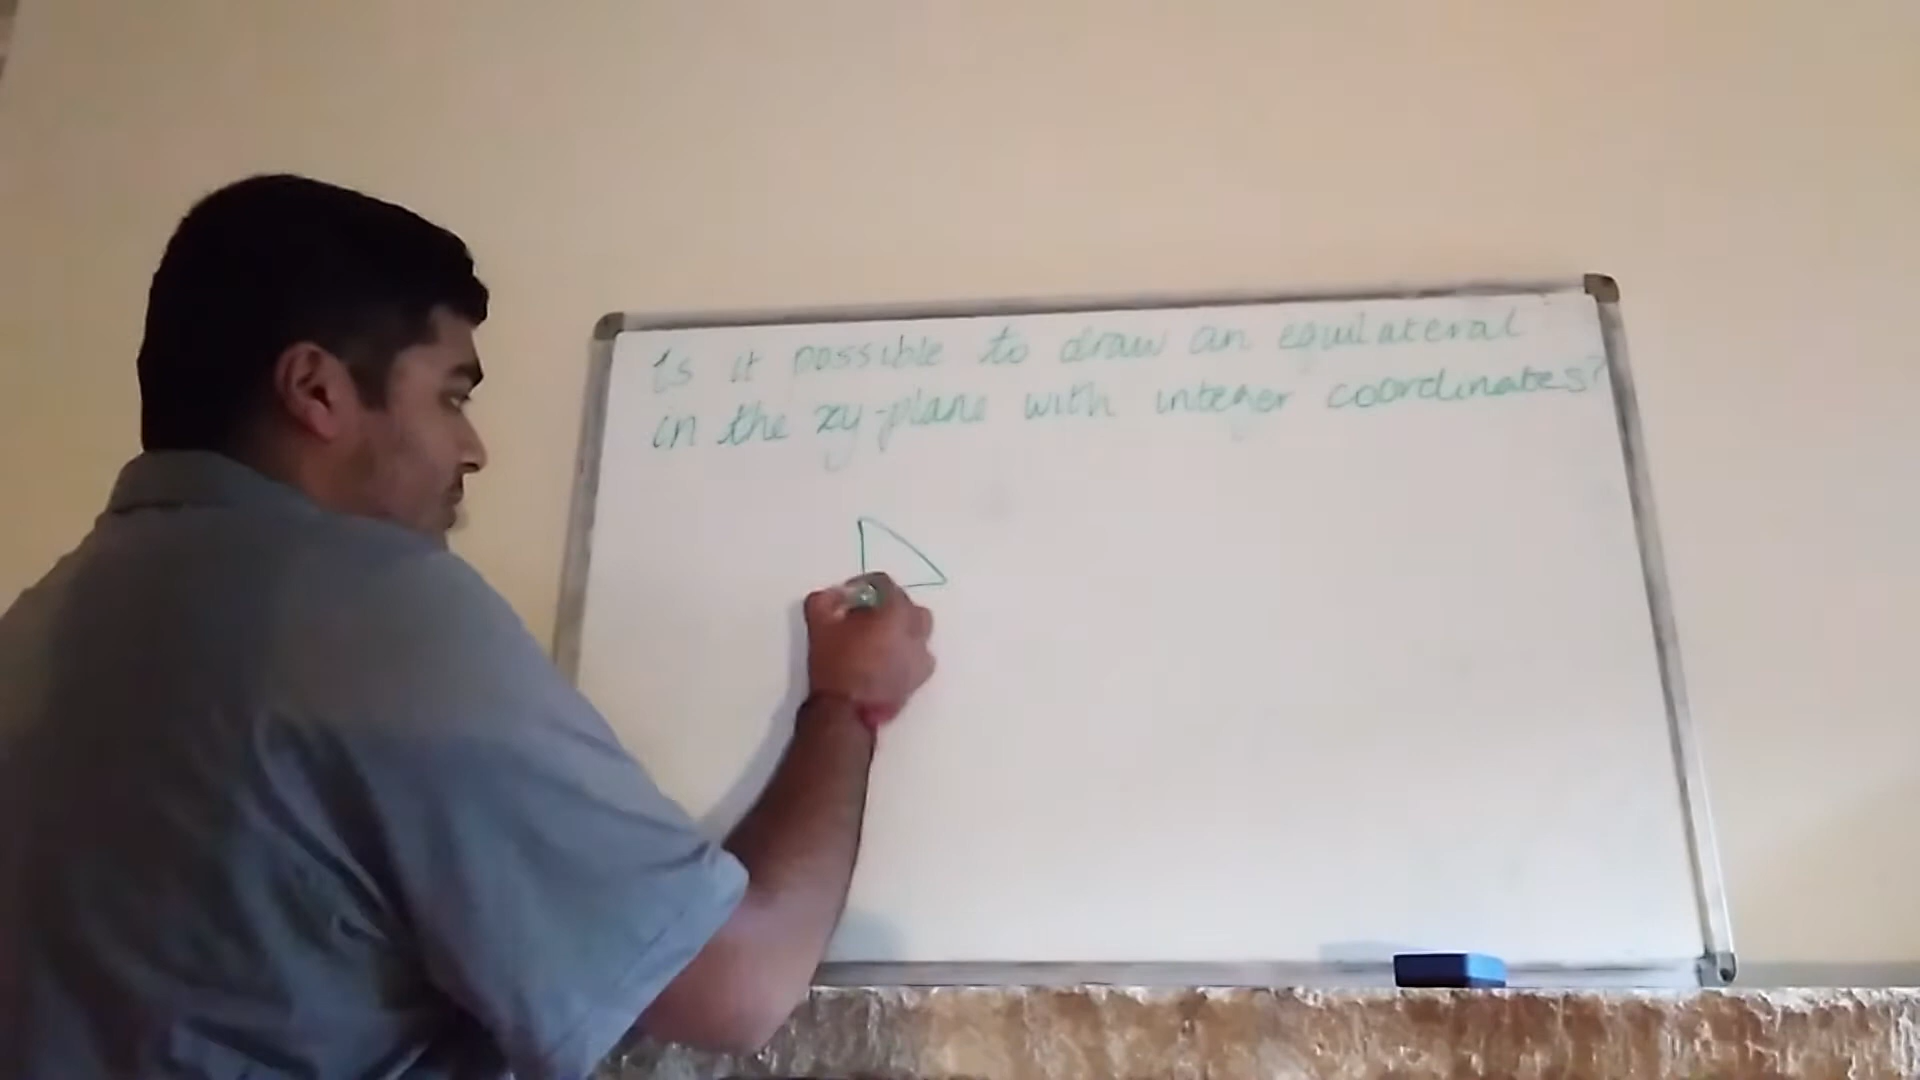 Is it possible to draw an equilateral
in the xy-plane with integer coordinates?